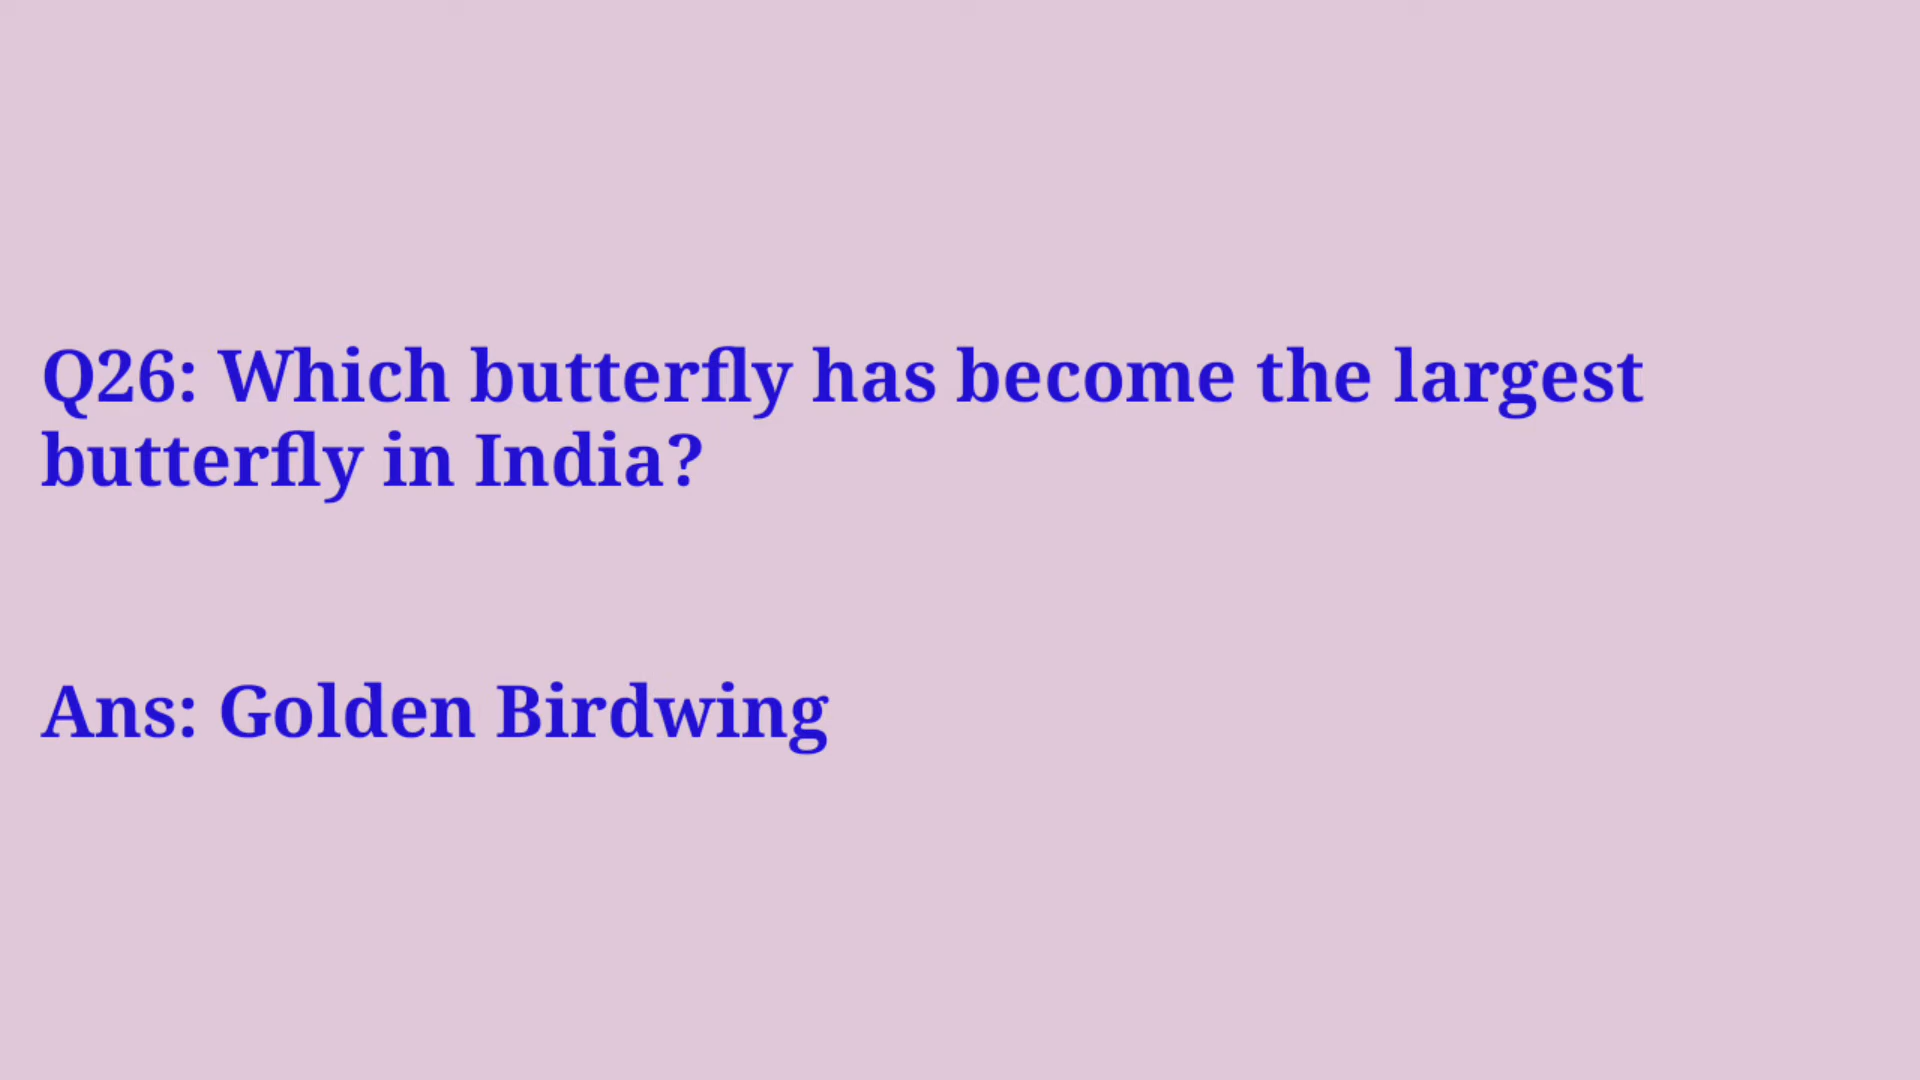 Q26: Which butterfly has become the largest
butterfly in India?
Ans: Golden Birdwing